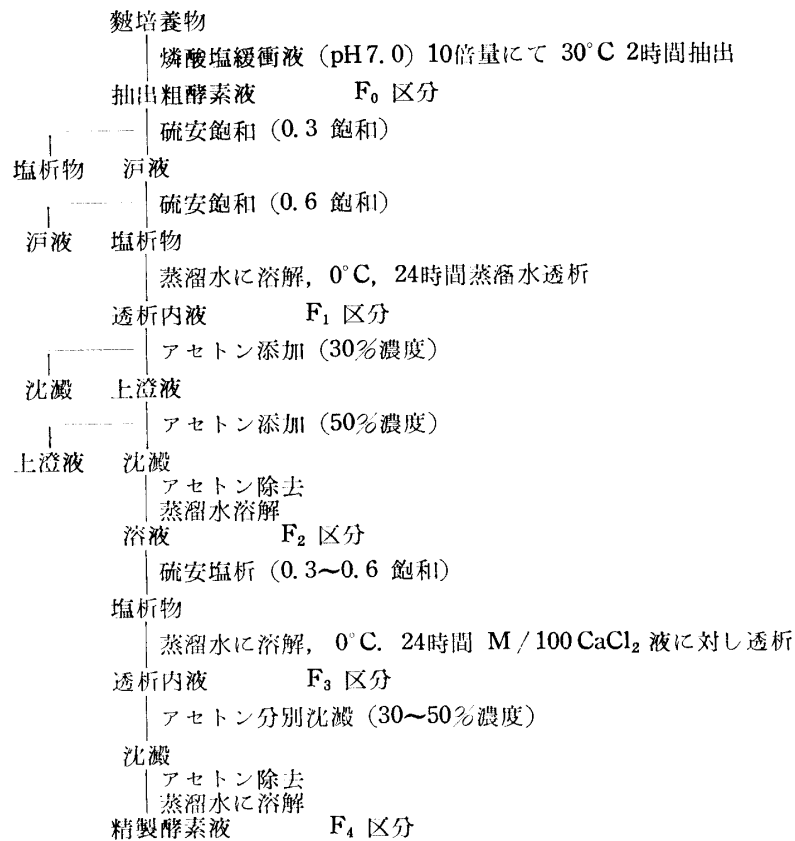 麬培養物
燐酸塩緩衝液 (pH7.0) 10倍量にて 30°C 2時間抽出
抽出粗酵素液 F₀ 区分
硫安飽和 (0.3 飽和)
塩析物 沪液
硫安飽和 (0.6 飽和)
沪液 塩析物
蒸溜水に溶解, 0°C, 24時間蒸溜水透析
透析内液 F₁ 区分
アセトン添加 (30%濃度)
沈澱 上澄液
アセトン添加 (50%濃度)
上澄液 沈澱
アセトン除去
蒸溜水溶解
溶液 F₂ 区分
硫安塩析 (0.3〜0.6 飽和)
塩析物
蒸溜水に溶解, 0°C. 24時間 M/100 CaCl₂ 液に対し透析
透析内液 F₃ 区分
アセトン分別沈澱 (30〜50%濃度)
沈澱
アセトン除去
蒸溜水に溶解
精製酵素液 F₄ 区分